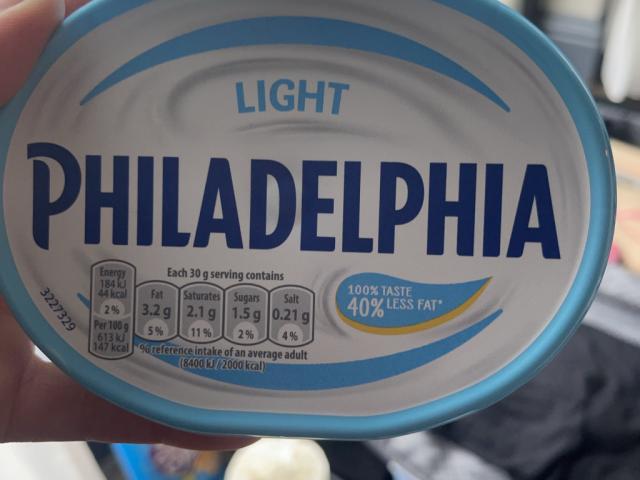 LIGHT
PHILADELPHIA
Each 30 g serving contains
Energy
184 kJ
44 kcal
2%
Per 100 g
613 kJ
147 kcal
Fat
3.2 g
5%
Saturates
2.1 g
11%
Sugars
1.5 g
2%
Salt
0.21 g
4%
% reference intake of an average adult
(8400 kJ / 2000 kcal)
100% TASTE
40% LESS FAT*
3227329